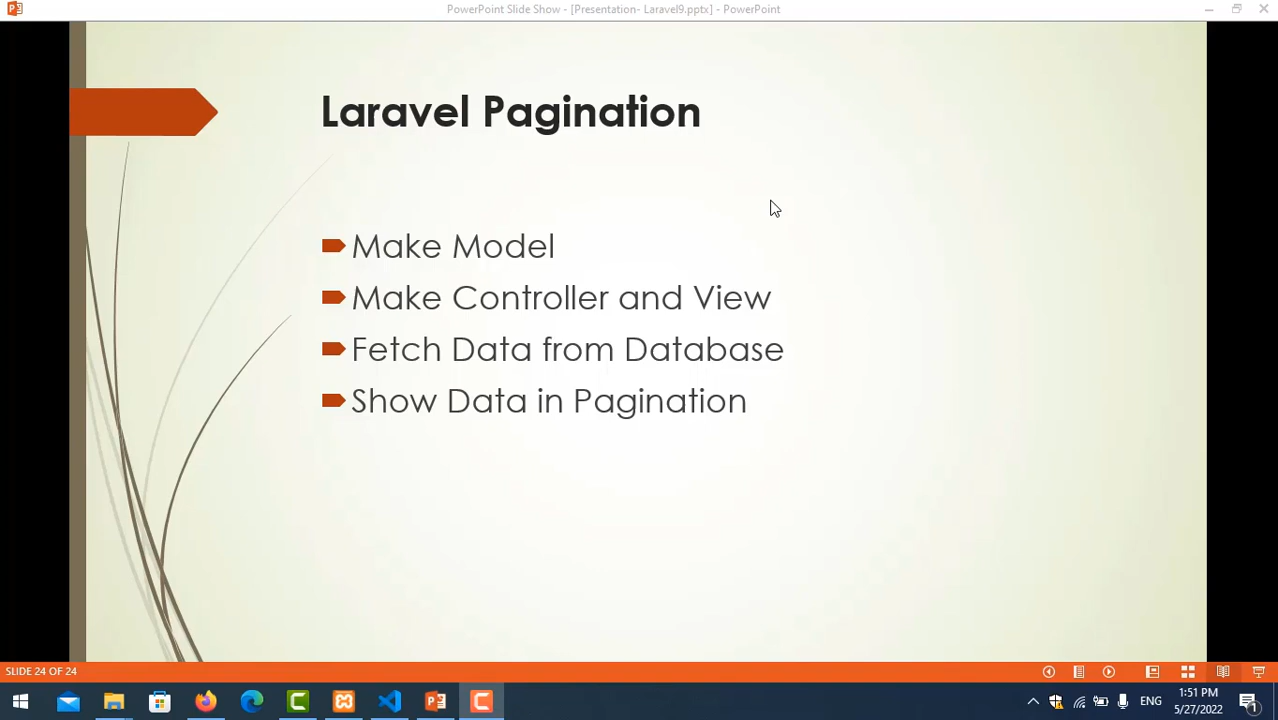 PowerPoint Slide Show - [Presentation- Laravel9.pptx] - PowerPoint
Laravel Pagination
Make Model
Make Controller and View
Fetch Data from Database
Show Data in Pagination
SLIDE 24 OF 24
ENG
1:51 PM
5/27/2022
1